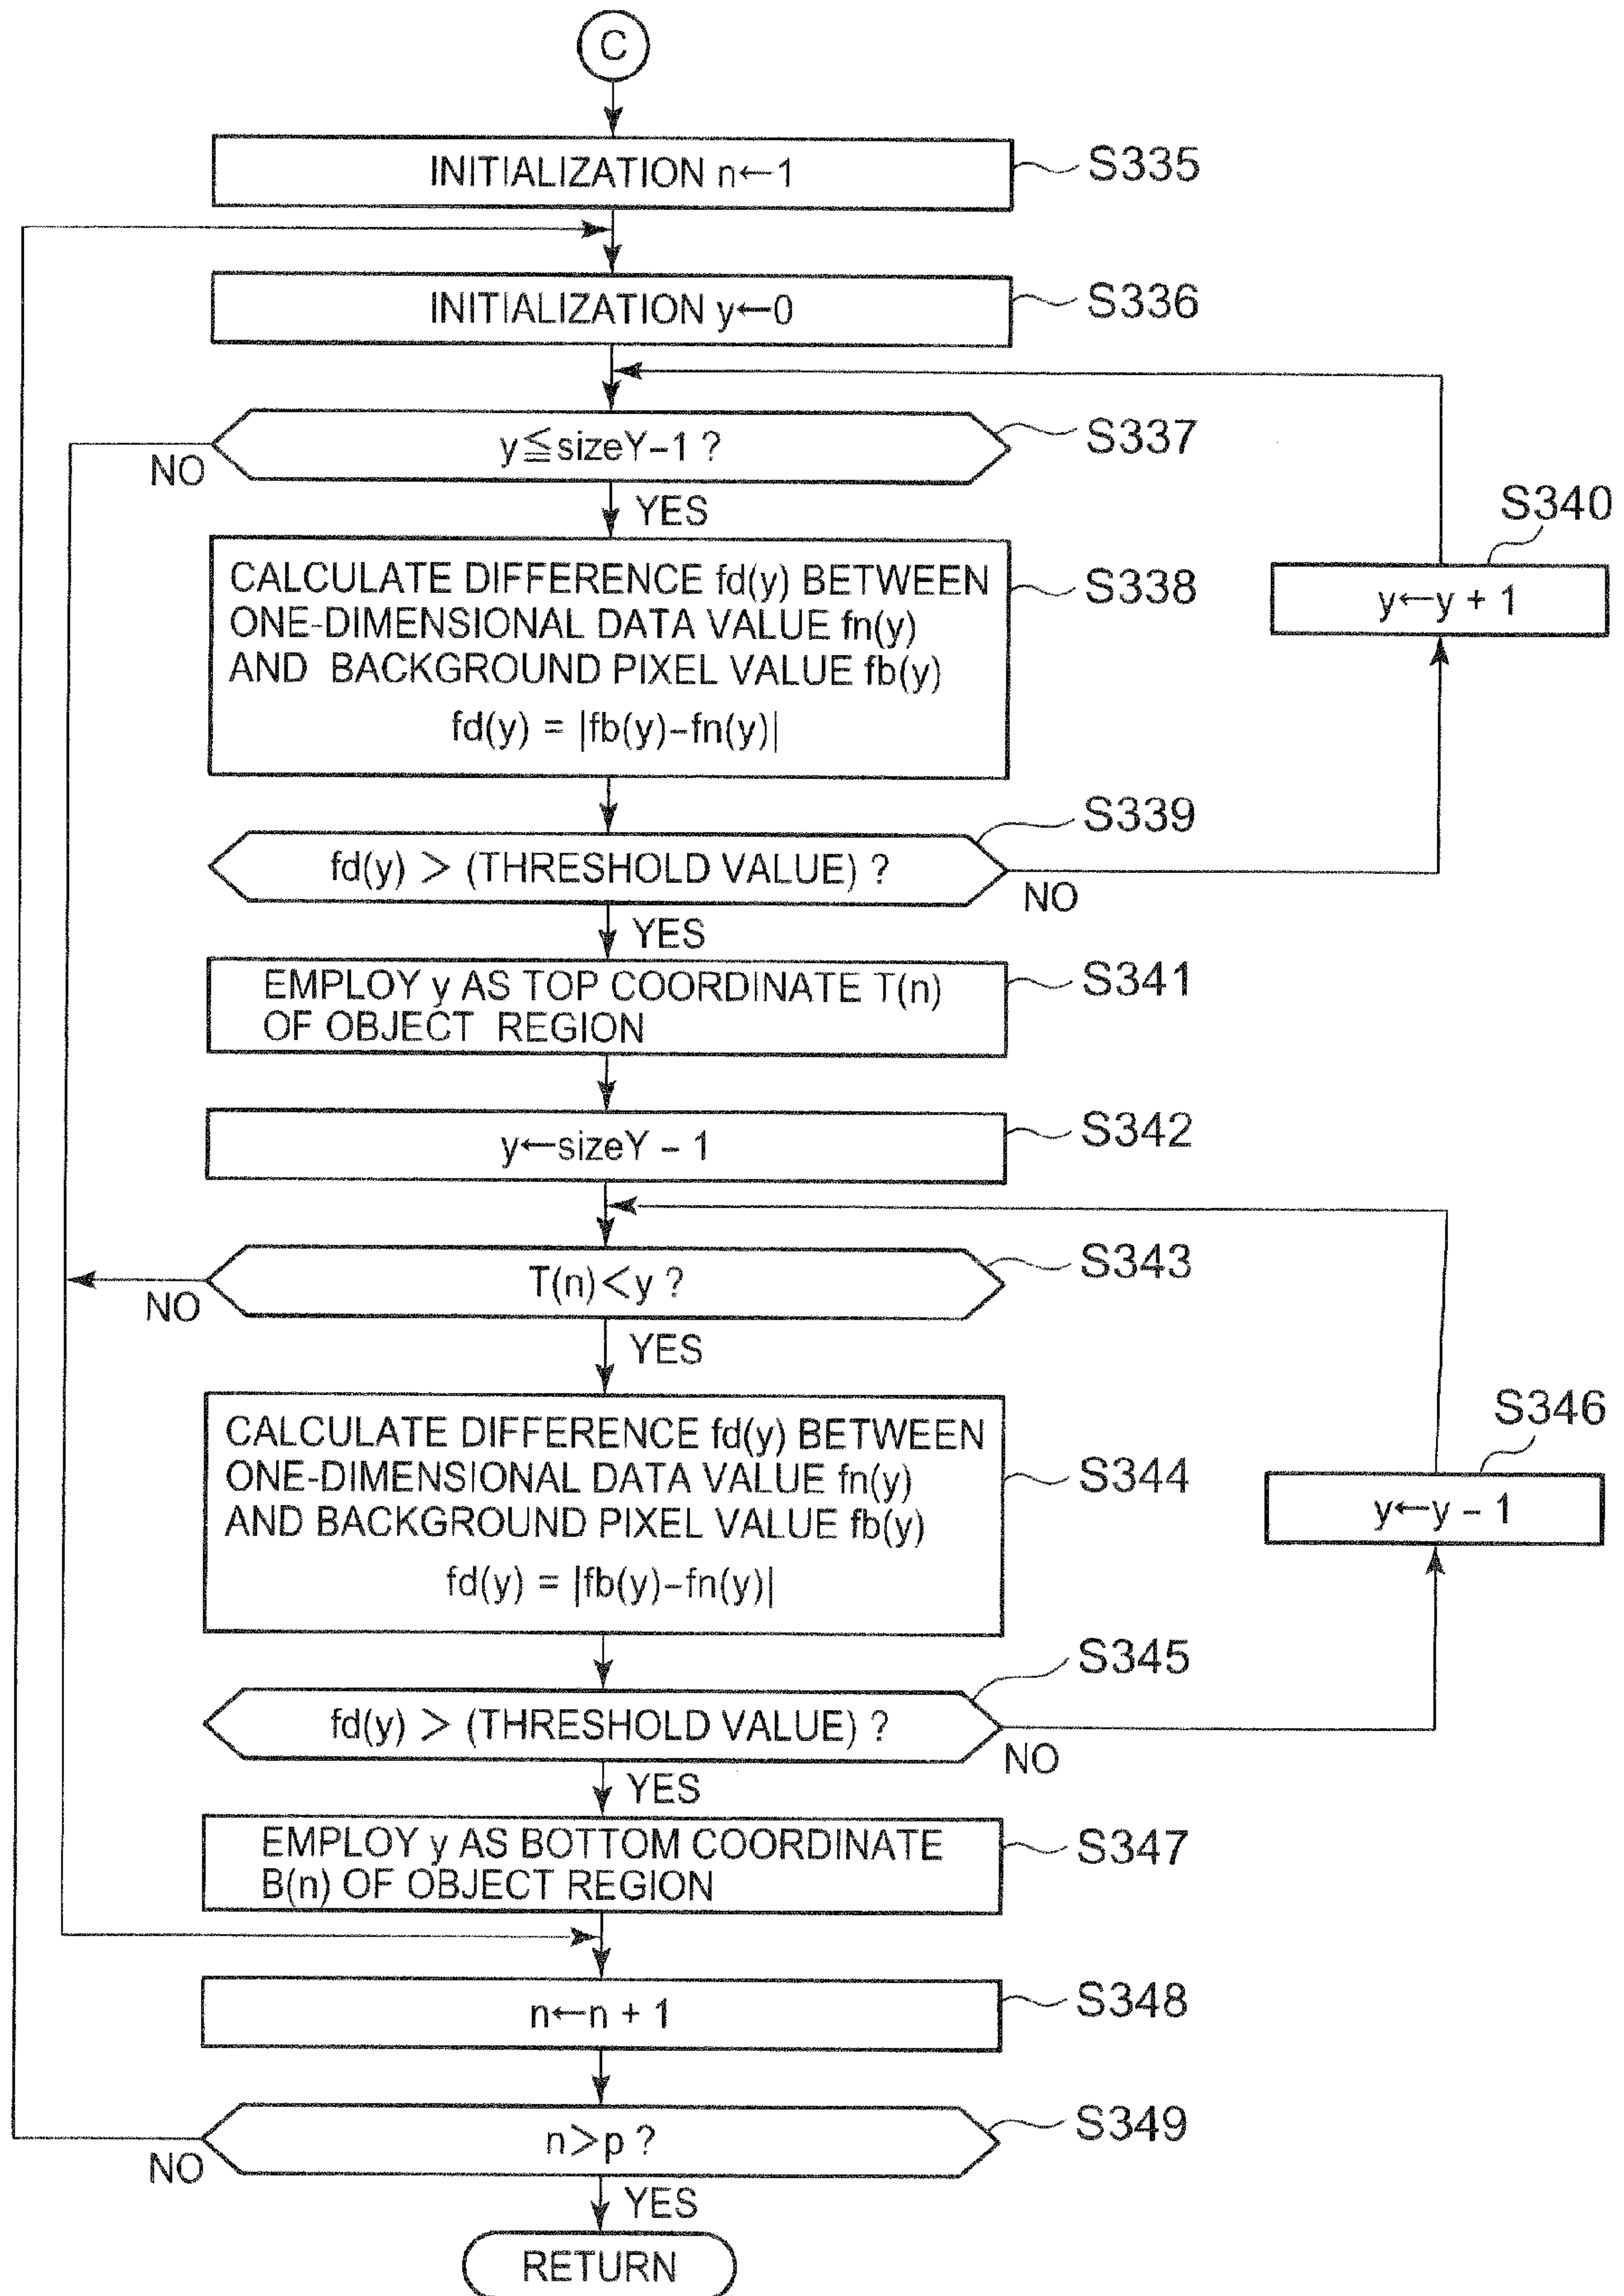 C
INITIALIZATION n←1
S335
INITIALIZATION y←0
S336
y≦sizeY−1 ?
S337
NO
YES
S340
y←y + 1
CALCULATE DIFFERENCE fd(y) BETWEEN
ONE-DIMENSIONAL DATA VALUE fn(y)
AND BACKGROUND PIXEL VALUE fb(y)
fd(y) = |fb(y)−fn(y)|
S338
S339
fd(y) > (THRESHOLD VALUE) ?
NO
YES
EMPLOY y AS TOP COORDINATE T(n)
OF OBJECT REGION
S341
y←sizeY − 1
S342
T(n)<y ?
S343
NO
YES
CALCULATE DIFFERENCE fd(y) BETWEEN
ONE-DIMENSIONAL DATA VALUE fn(y)
AND BACKGROUND PIXEL VALUE fb(y)
fd(y) = |fb(y)−fn(y)|
S344
S346
y←y − 1
S345
fd(y) > (THRESHOLD VALUE) ?
NO
YES
EMPLOY y AS BOTTOM COORDINATE
B(n) OF OBJECT REGION
S347
n←n + 1
S348
n>p ?
S349
NO
YES
RETURN